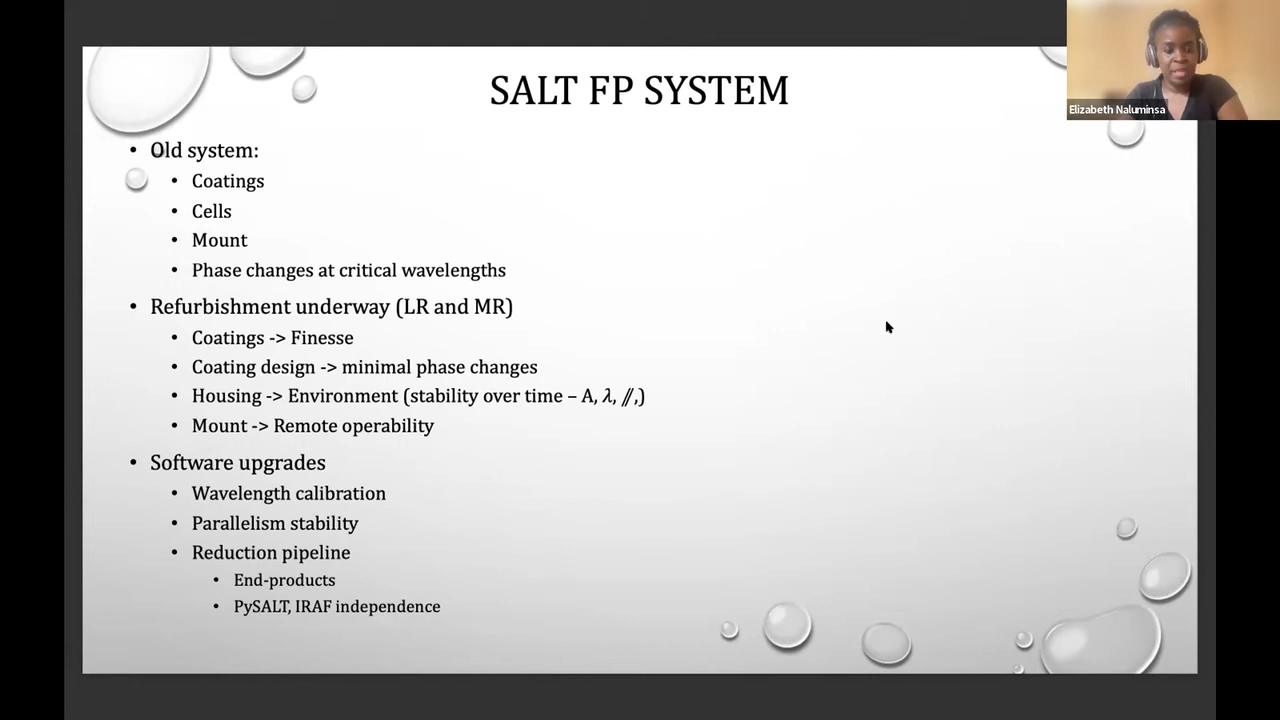 SALT FP SYSTEM
Elizabeth Naluminsa
• Old system:
• Coatings
• Cells
• Mount
• Phase changes at critical wavelengths
• Refurbishment underway (LR and MR)
• Coatings -> Finesse
• Coating design -> minimal phase changes
• Housing -> Environment (stability over time – A, λ, //,)
• Mount -> Remote operability
• Software upgrades
• Wavelength calibration
• Parallelism stability
• Reduction pipeline
• End-products
• PySALT, IRAF independence